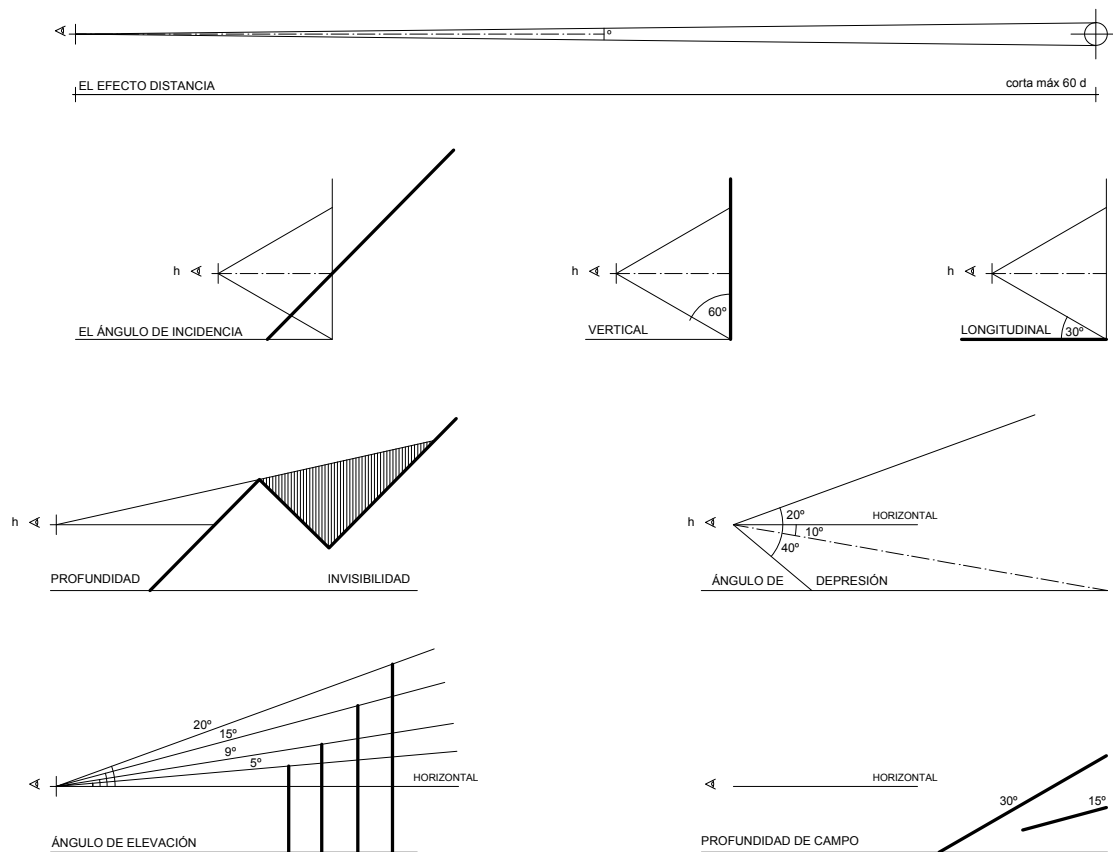 EL EFECTO DISTANCIA
corta máx 60 d
h
EL ÁNGULO DE INCIDENCIA
h
60º
VERTICAL
h
LONGITUDINAL
30º
h
PROFUNDIDAD
INVISIBILIDAD
h
20º
HORIZONTAL
10º
40º
ÁNGULO DE DEPRESIÓN
20º
15º
9º
5º
HORIZONTAL
ÁNGULO DE ELEVACIÓN
HORIZONTAL
30º
15º
PROFUNDIDAD DE CAMPO